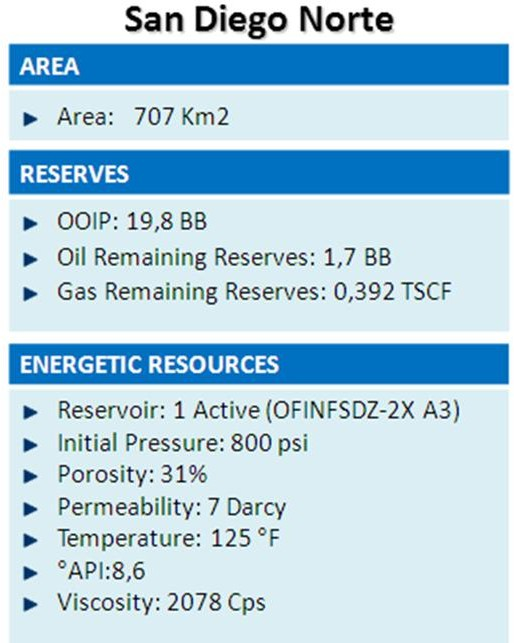 San Diego Norte
AREA
Area: 707 Km2
RESERVES
OOIP: 19,8 BB
Oil Remaining Reserves: 1,7 BB
Gas Remaining Reserves: 0,392 TSCF
ENERGETIC RESOURCES
Reservoir: 1 Active (OFINFSDZ-2X A3)
Initial Pressure: 800 psi
Porosity: 31%
Permeability: 7 Darcy
Temperature: 125 °F
°API:8,6
Viscosity: 2078 Cps